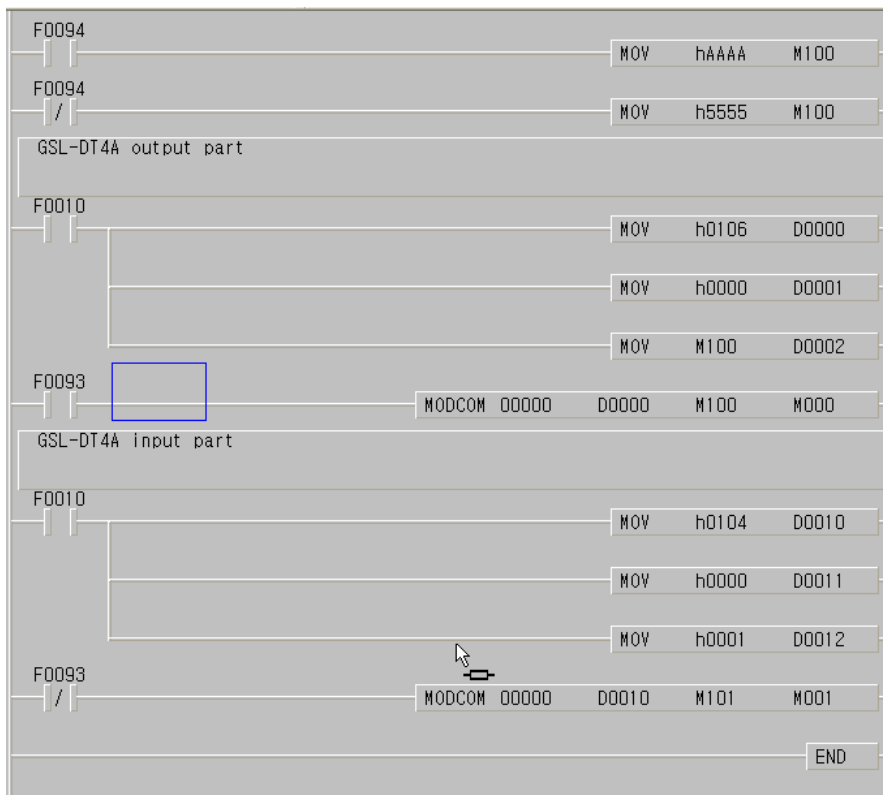 F0094
MOV hAAAA M100
F0094
/
MOV h5555 M100
GSL-DT4A output part
F0010
MOV h0106 D0000
MOV h0000 D0001
MOV M100 D0002
F0093
MODCOM 00000 D0000 M100 M000
GSL-DT4A input part
F0010
MOV h0104 D0010
MOV h0000 D0011
MOV h0001 D0012
F0093
/
MODCOM 00000 D0010 M101 M001
END